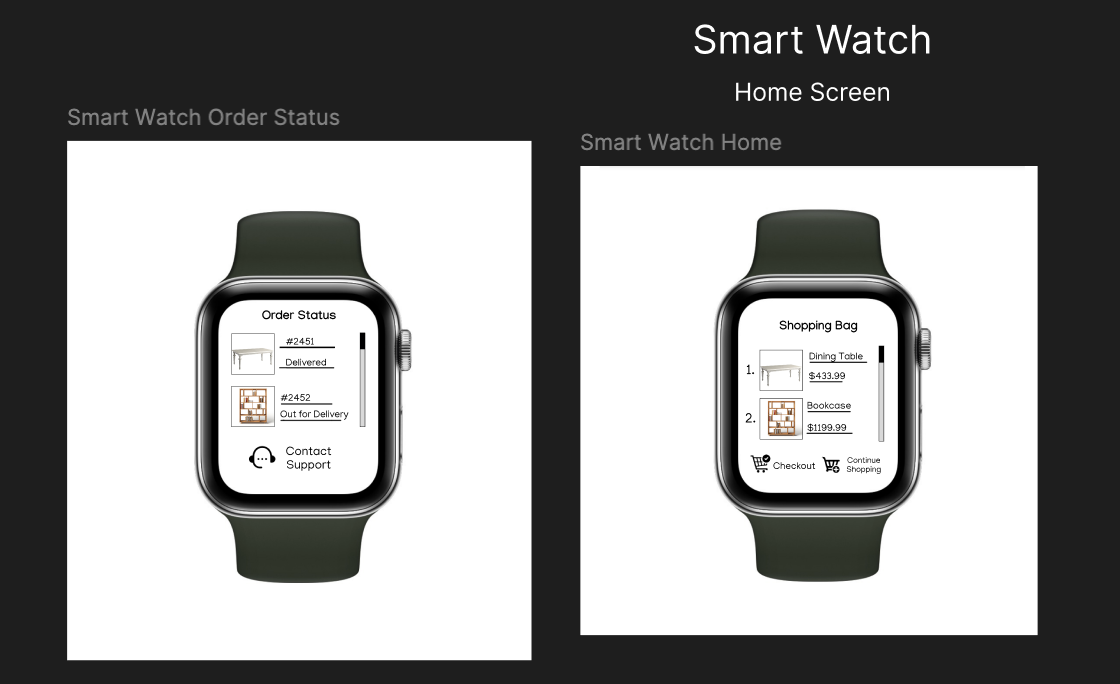 Smart Watch
Home Screen
Smart Watch Order Status
Order Status
#2451
Delivered
#2452
Out for Delivery
Contact
Support
Smart Watch Home
Shopping Bag
1.
Dining Table
$433.99
2.
Bookcase
$1199.99
Checkout
Continue
Shopping